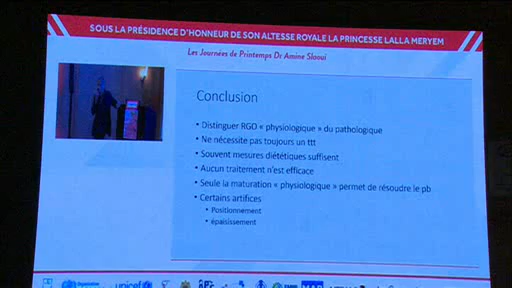 SOUS LA PRÉSIDENCE D'HONNEUR DE SON ALTESSE ROYALE LA PRINCESSE LALLA MERYEM
Les Journées de Printemps Dr Amine Slaoui
Conclusion
• Distinguer RGO « physiologique » du pathologique
• Ne nécessite pas toujours un ttt
• Souvent mesures diététiques suffisent
• Aucun traitement n'est efficace
• Seule la maturation « physiologique » permet de résoudre le pb
• Certains artifices
• Positionnement
• épaisissement
unicef